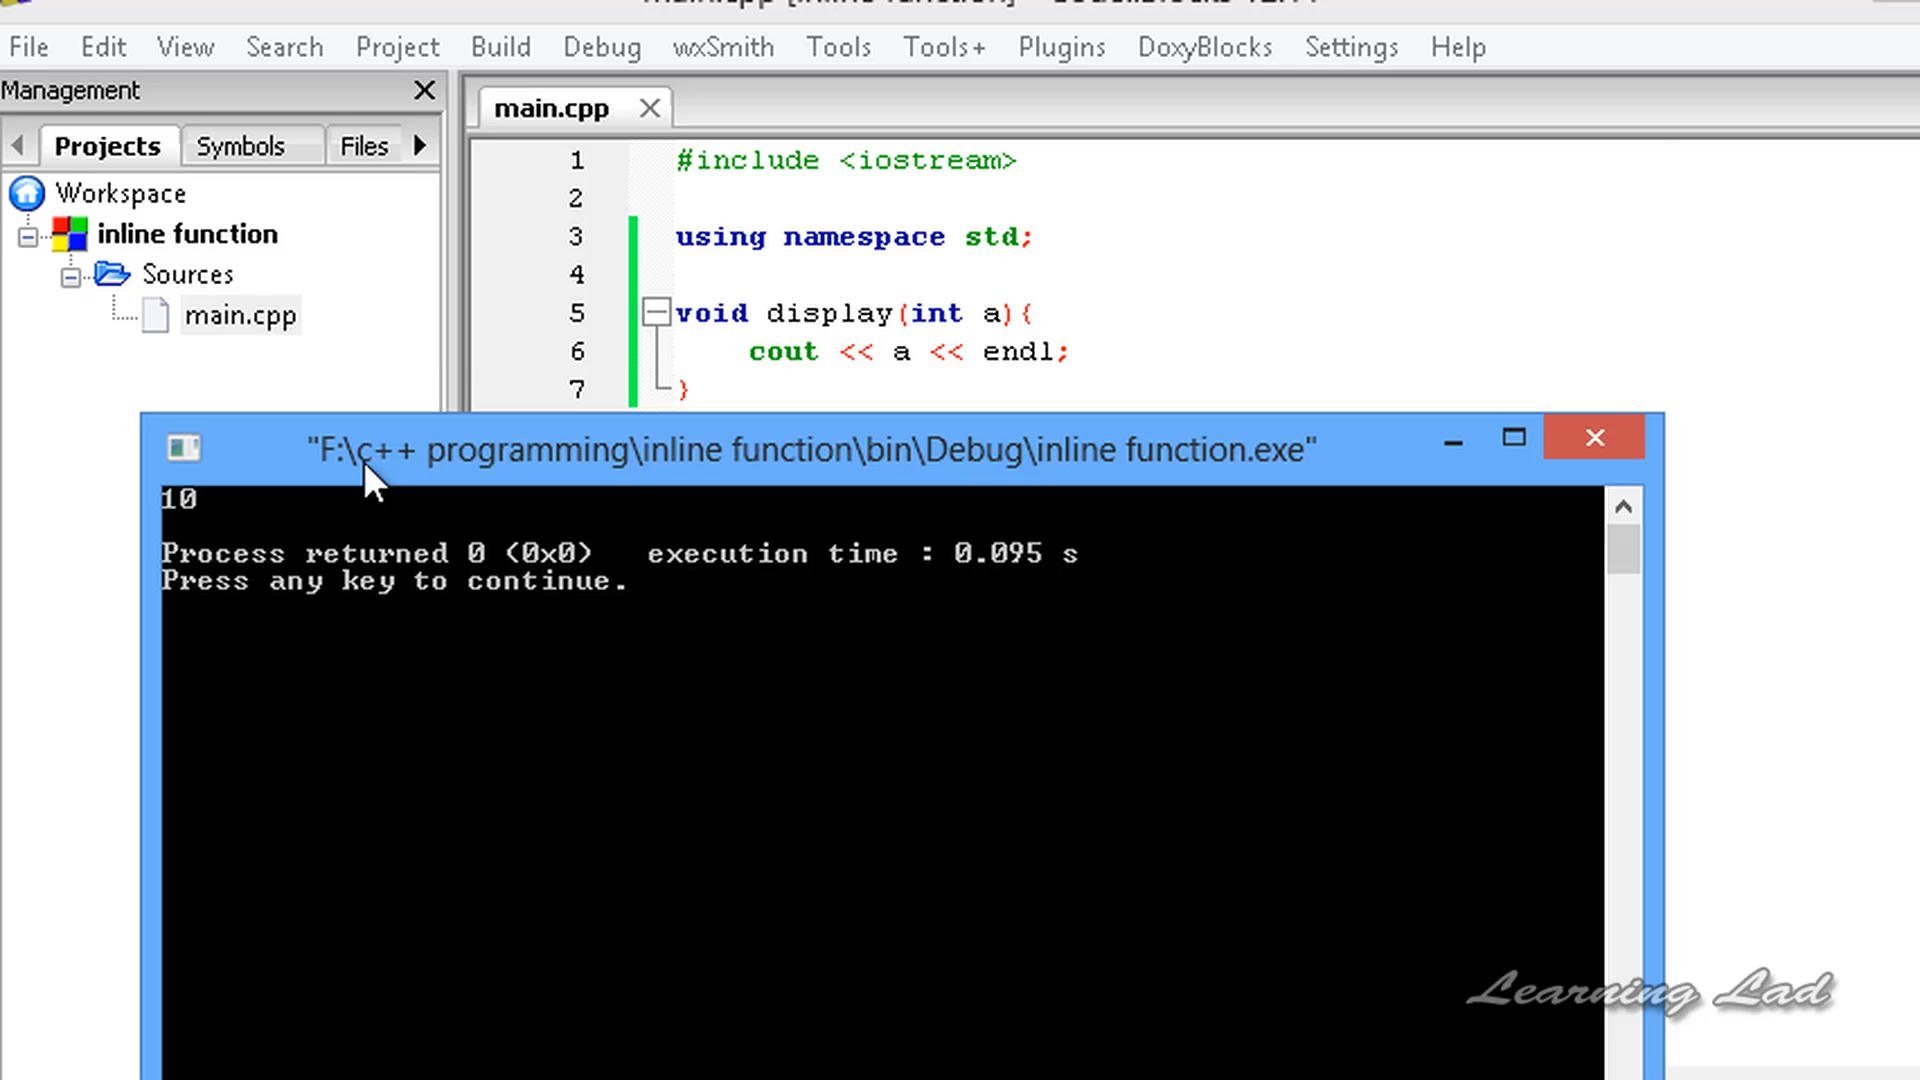 File Edit View Search Project Build Debug wxSmith Tools Tools+ Plugins DoxyBlocks Settings Help
Management
main.cpp
Projects Symbols Files
Workspace
inline function
Sources
main.cpp
1 #include <iostream>
2
3 using namespace std;
4
5 void display(int a){
6 cout << a << endl;
7 }
"F:\c++ programming\inline function\bin\Debug\inline function.exe"
10
Process returned 0 (0x0) execution time : 0.095 s
Press any key to continue.
Learning Lad